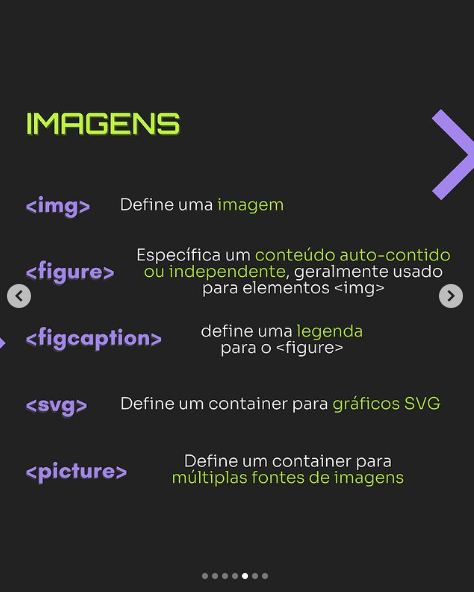 IMAGENS
<img> Define uma imagem
Específica um conteúdo auto-contido
<figure> ou independente, geralmente usado
para elementos <img>
<figcaption> define uma legenda
para o <figure>
<svg> Define um container para gráficos SVG
<picture> Define um container para
múltiplas fontes de imagens